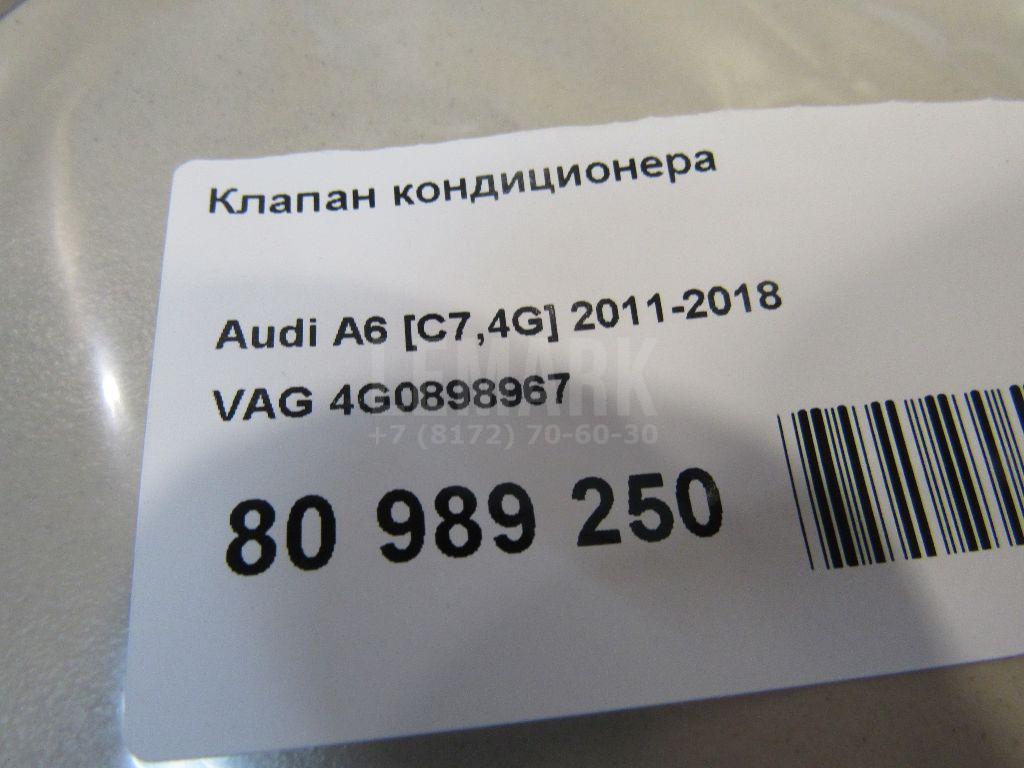 Клапан кондиционера
Audi A6 [C7,4G] 2011-2018
VAG 4G0898967
LEMARK
+7 (8172) 70-60-30
80 989 250